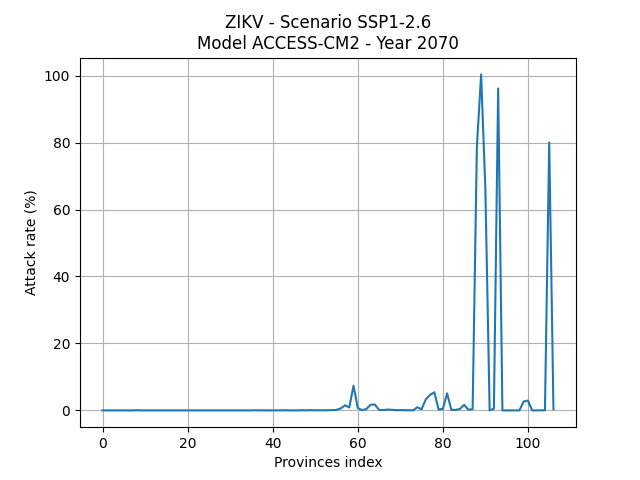 ZIKV - Scenario SSP1-2.6
Model ACCESS-CM2 - Year 2070
100
80
60
40
20
0
Attack rate (%)
0 20 40 60 80 100
Provinces index